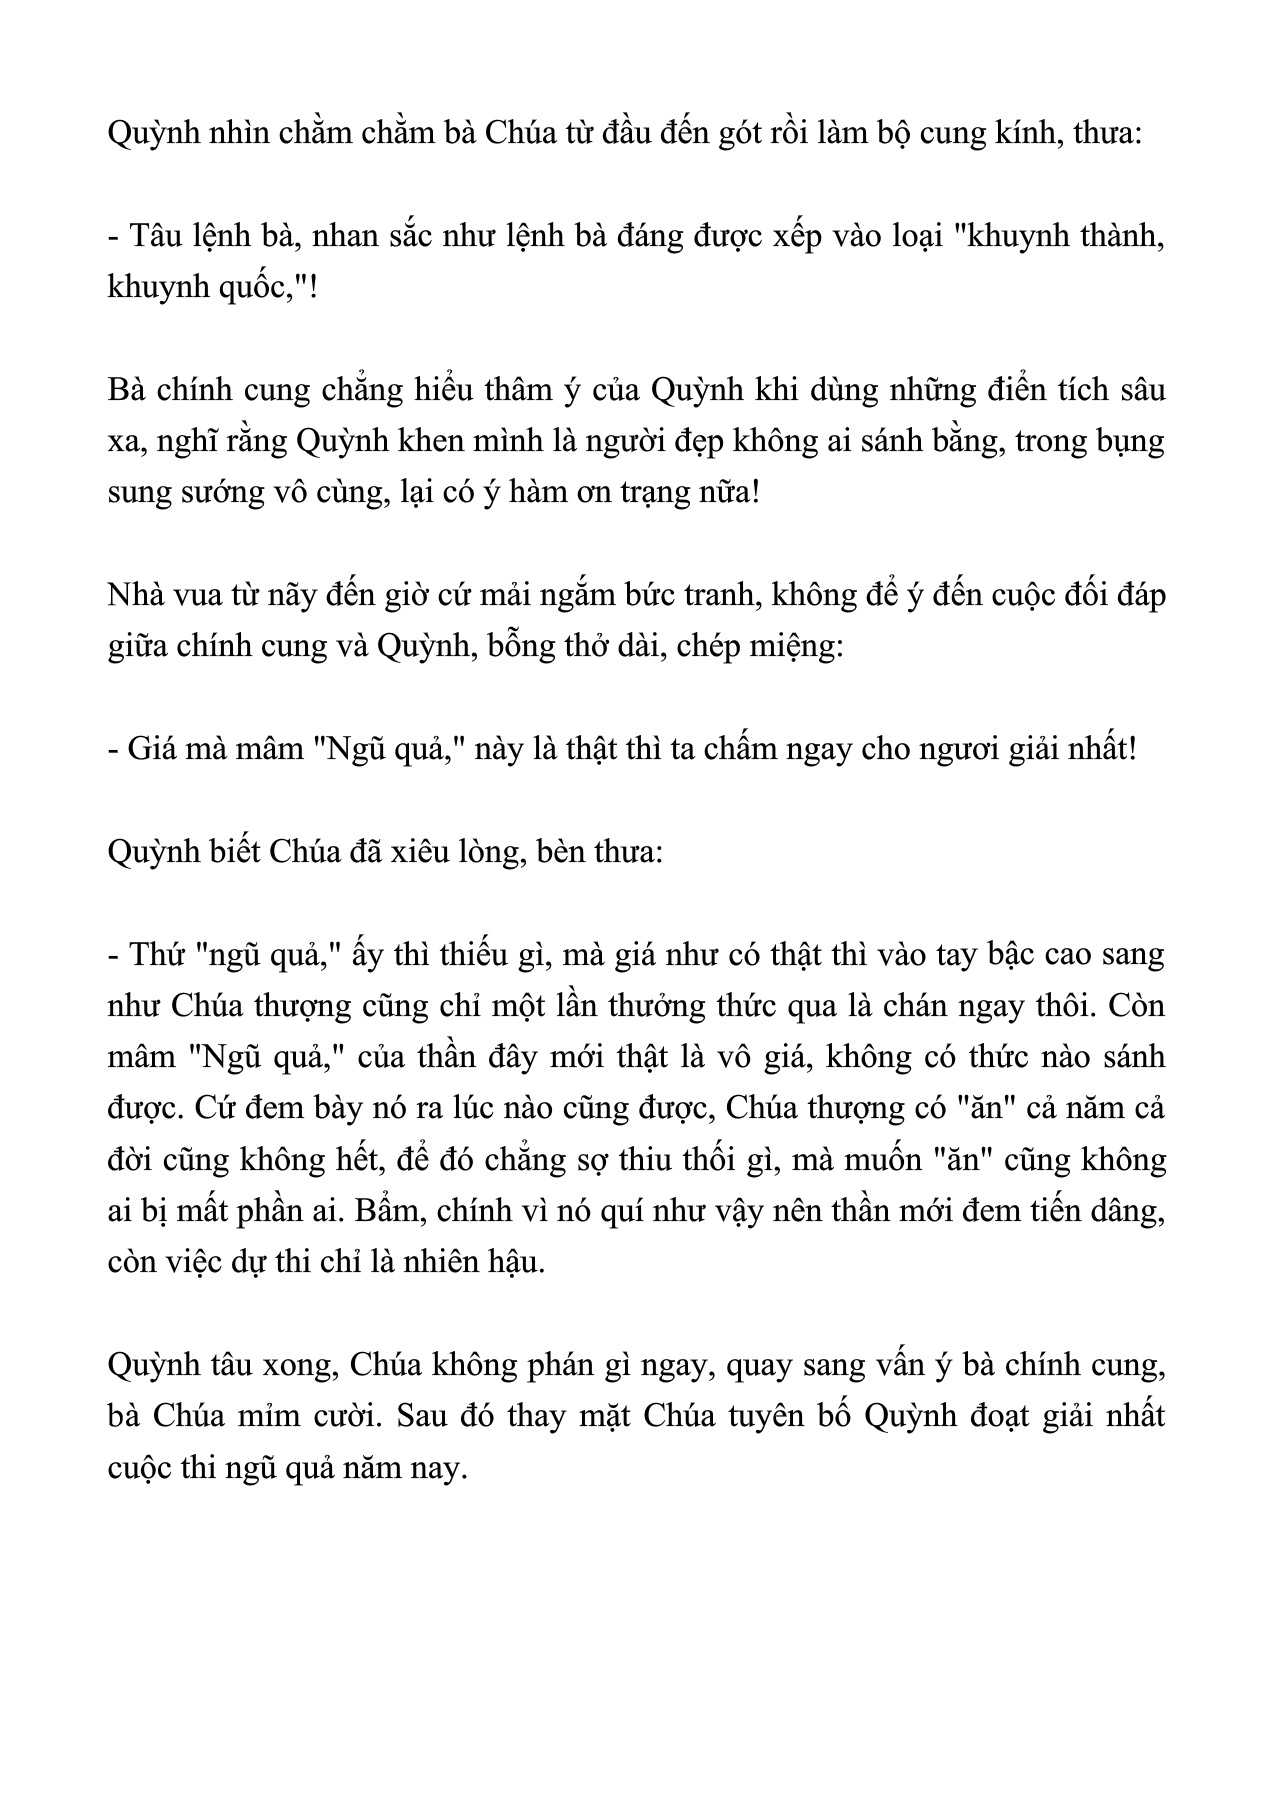 Quỳnh nhìn chằm chằm bà Chúa từ đầu đến gót rồi làm bộ cung kính, thưa:
- Tâu lệnh bà, nhan sắc như lệnh bà đáng được xếp vào loại "khuynh thành,
khuynh quốc,"!
Bà chính cung chẳng hiểu thâm ý của Quỳnh khi dùng những điển tích sâu
xa, nghĩ rằng Quỳnh khen mình là người đẹp không ai sánh bằng, trong bụng
sung sướng vô cùng, lại có ý hàm ơn trạng nữa!
Nhà vua từ nãy đến giờ cứ mải ngắm bức tranh, không để ý đến cuộc đối đáp
giữa chính cung và Quỳnh, bỗng thở dài, chép miệng:
- Giá mà mâm "Ngũ quả," này là thật thì ta chấm ngay cho ngươi giải nhất!
Quỳnh biết Chúa đã xiêu lòng, bèn thưa:
- Thứ "ngũ quả," ấy thì thiếu gì, mà giá như có thật thì vào tay bậc cao sang
như Chúa thượng cũng chỉ một lần thưởng thức qua là chán ngay thôi. Còn
mâm "Ngũ quả," của thần đây mới thật là vô giá, không có thức nào sánh
được. Cứ đem bày nó ra lúc nào cũng được, Chúa thượng có "ăn" cả năm cả
đời cũng không hết, để đó chẳng sợ thiu thối gì, mà muốn "ăn" cũng không
ai bị mất phần ai. Bẩm, chính vì nó quí như vậy nên thần mới đem tiến dâng,
còn việc dự thi chỉ là nhiên hậu.
Quỳnh tâu xong, Chúa không phán gì ngay, quay sang vấn ý bà chính cung,
bà Chúa mỉm cười. Sau đó thay mặt Chúa tuyên bố Quỳnh đoạt giải nhất
cuộc thi ngũ quả năm nay.